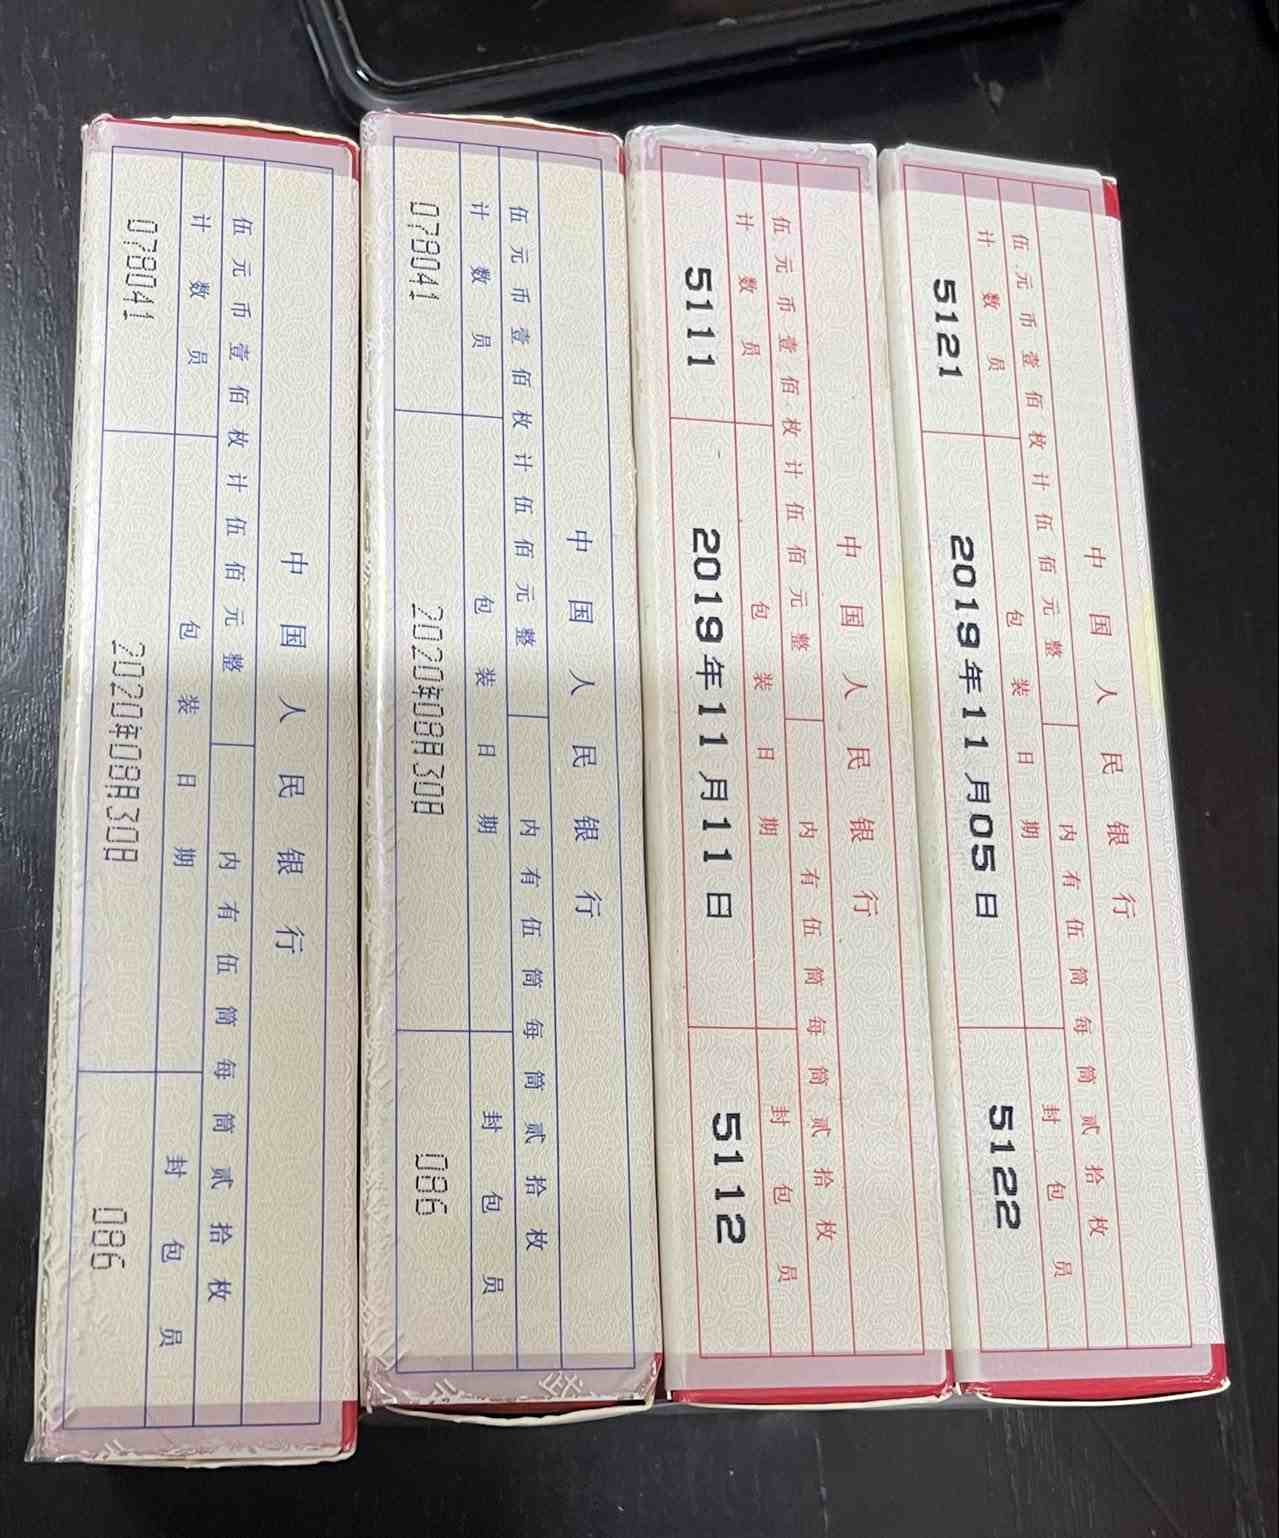 中国人民银行
伍元币壹佰枚计伍佰元整 内有伍筒每筒贰拾枚
计数员 包装日期 封包员
078041 2020年08月30日 086
中国人民银行
伍元币壹佰枚计伍佰元整 内有伍筒每筒贰拾枚
计数员 包装日期 封包员
078041 2020年08月30日 086
中国人民银行
伍元币壹佰枚计伍佰元整 内有伍筒每筒贰拾枚
计数员 包装日期 封包员
5111 2019年11月11日 5112
中国人民银行
伍元币壹佰枚计伍佰元整 内有伍筒每筒贰拾枚
计数员 包装日期 封包员
5121 2019年11月05日 5122